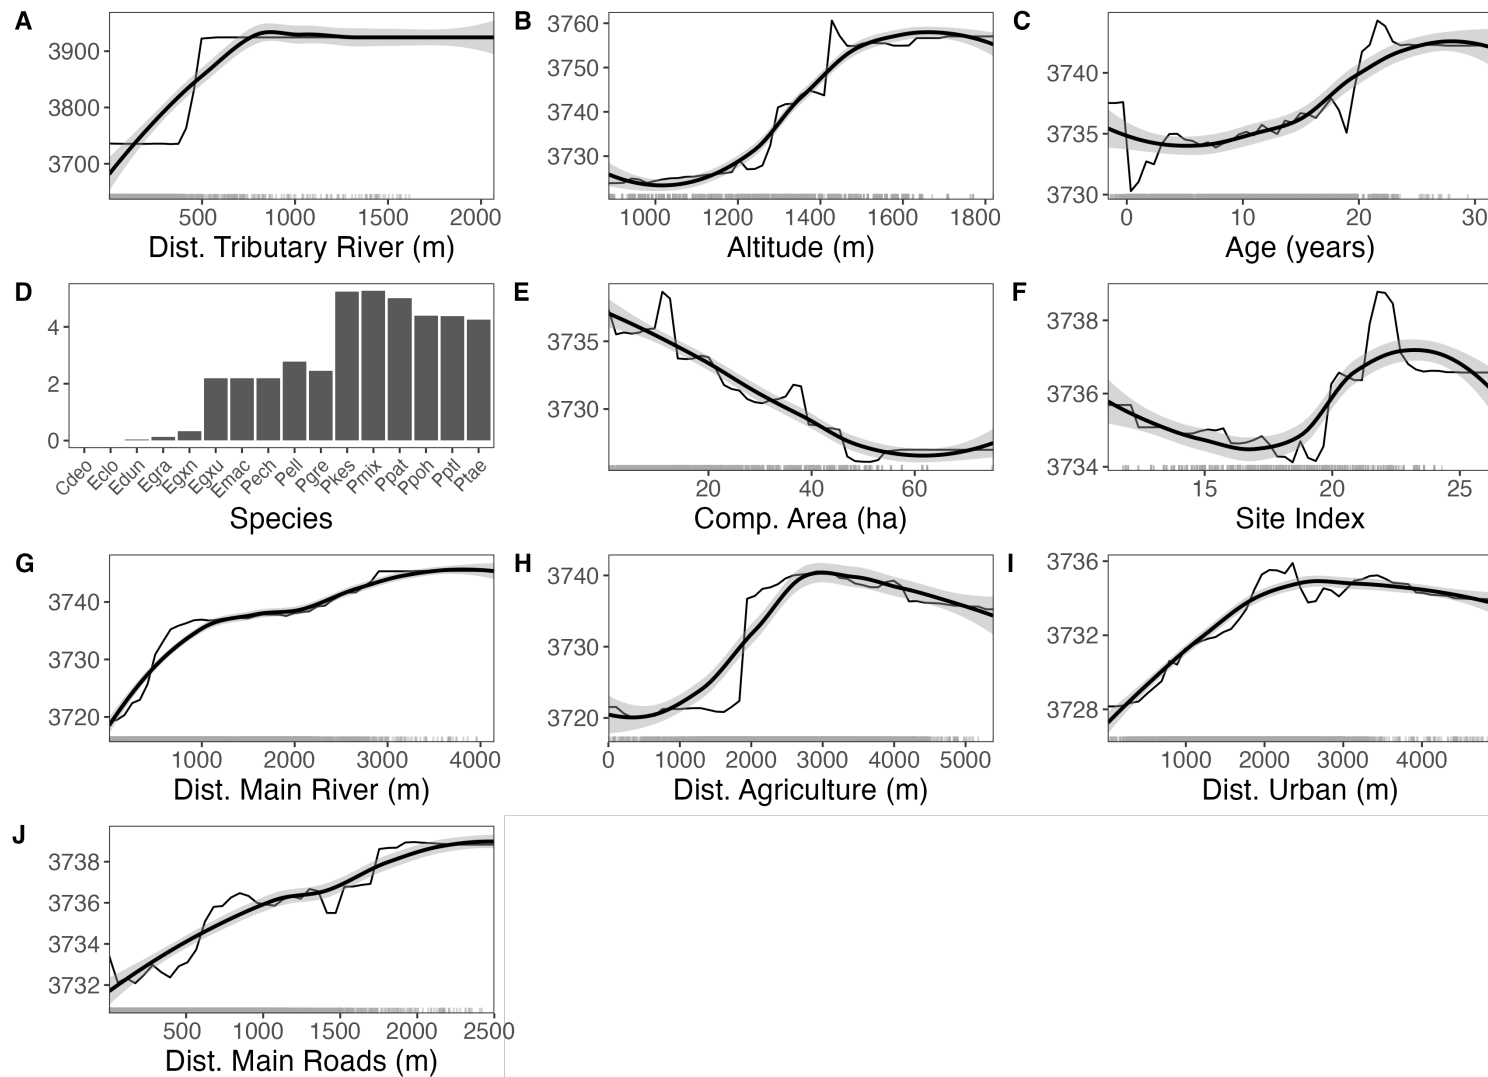 A
3900
3800
3700
500 1000 1500 2000
Dist. Tributary River (m)
B
3760
3750
3740
3730
1000 1200 1400 1600 1800
Altitude (m)
C
3740
3735
3730
0 10 20 30
Age (years)
D
4
2
0
Cdeo Eclo Edun Egra Egxn Egxu Emac Pech Pell Pgre Pkes Pmix Ppat Ppoh Pptl Ptae
Species
E
3735
3730
20 40 60
Comp. Area (ha)
F
3738
3736
3734
15 20 25
Site Index
G
3740
3730
3720
1000 2000 3000 4000
Dist. Main River (m)
H
3740
3730
3720
0 1000 2000 3000 4000 5000
Dist. Agriculture (m)
I
3736
3732
3728
1000 2000 3000 4000
Dist. Urban (m)
J
3738
3736
3734
3732
500 1000 1500 2000 2500
Dist. Main Roads (m)